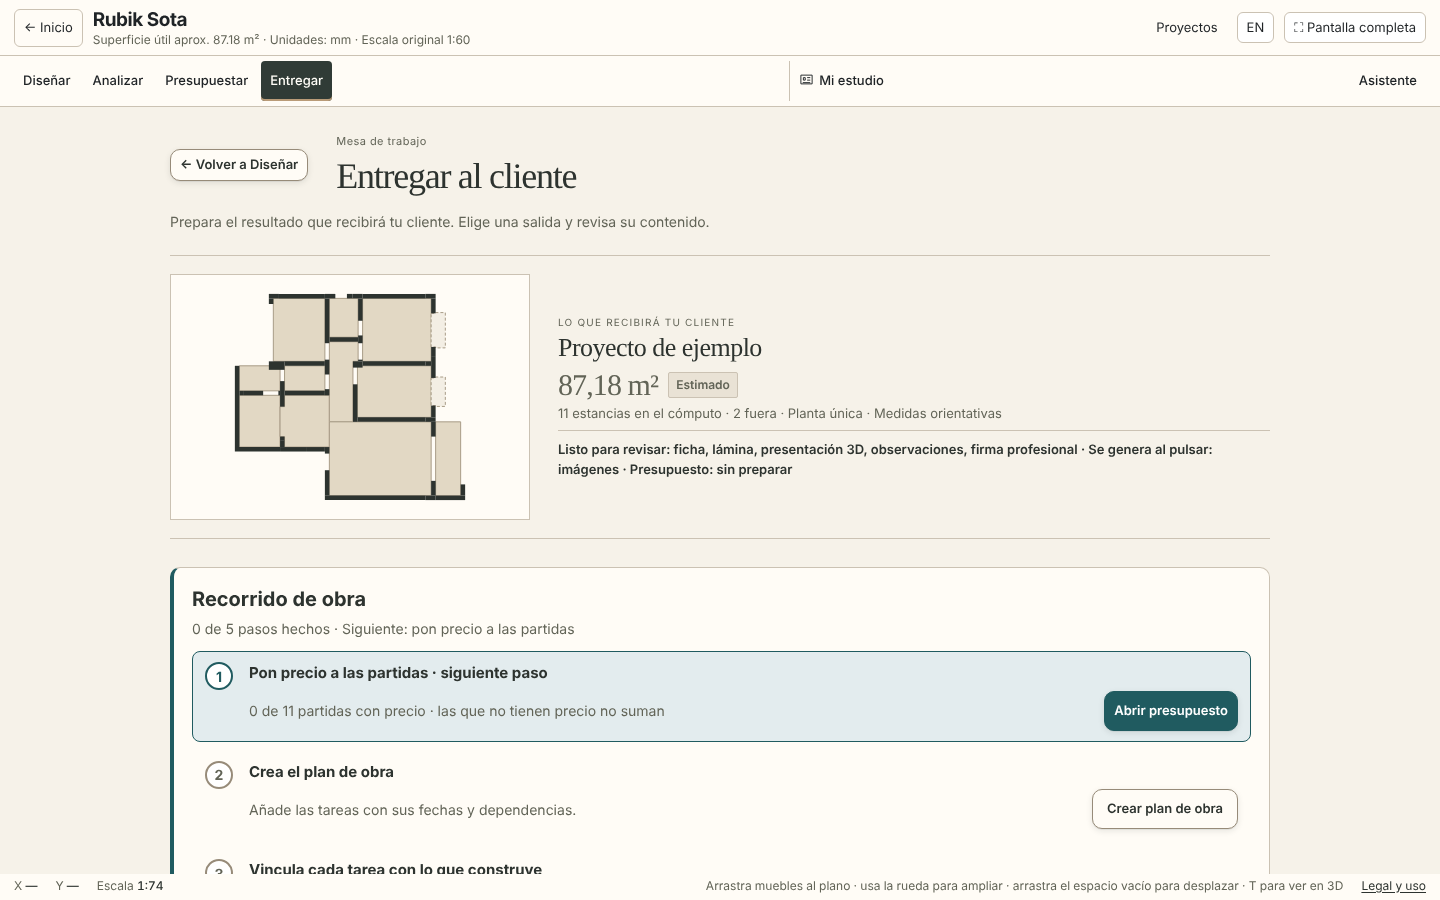 ← Inicio
Rubik Sota
Superficie útil aprox. 87.18 m² · Unidades: mm · Escala original 1:60
Proyectos
EN
Pantalla completa
Diseñar
Analizar
Presupuestar
Entregar
Mi estudio
Asistente
← Volver a Diseñar
Mesa de trabajo
Entregar al cliente
Prepara el resultado que recibirá tu cliente. Elige una salida y revisa su contenido.
LO QUE RECIBIRÁ TU CLIENTE
Proyecto de ejemplo
87,18 m² Estimado
11 estancias en el cómputo · 2 fuera · Planta única · Medidas orientativas
Listo para revisar: ficha, lámina, presentación 3D, observaciones, firma profesional · Se genera al pulsar:
imágenes · Presupuesto: sin preparar
Recorrido de obra
0 de 5 pasos hechos · Siguiente: pon precio a las partidas
1 Pon precio a las partidas · siguiente paso
0 de 11 partidas con precio · las que no tienen precio no suman
Abrir presupuesto
2 Crea el plan de obra
Añade las tareas con sus fechas y dependencias.
Crear plan de obra
3 Vincula cada tarea con lo que construye
X — Y — Escala 1:74
Arrastra muebles al plano · usa la rueda para ampliar · arrastra el espacio vacío para desplazar · T para ver en 3D
Legal y uso